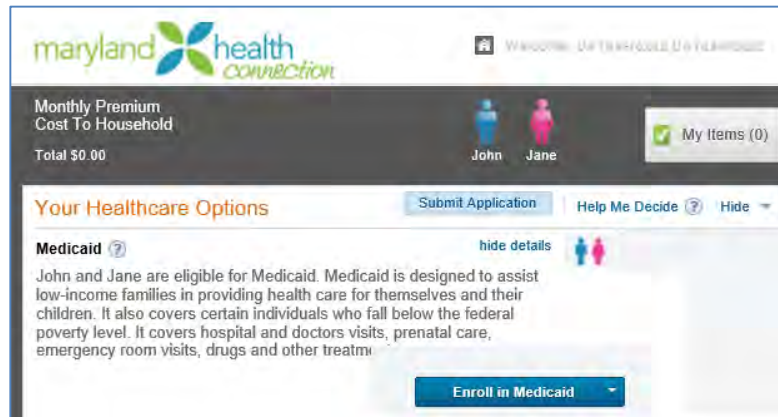 maryland health
connection
WELCOME,
Monthly Premium
Cost To Household
Total $0.00
John Jane
My Items (0)
Your Healthcare Options
Submit Application
Help Me Decide ?
Hide
Medicaid ?
hide details
John and Jane are eligible for Medicaid. Medicaid is designed to assist
low-income families in providing health care for themselves and their
children. It also covers certain individuals who fall below the federal
poverty level. It covers hospital and doctors visits, prenatal care,
emergency room visits, drugs and other
Enroll in Medicaid